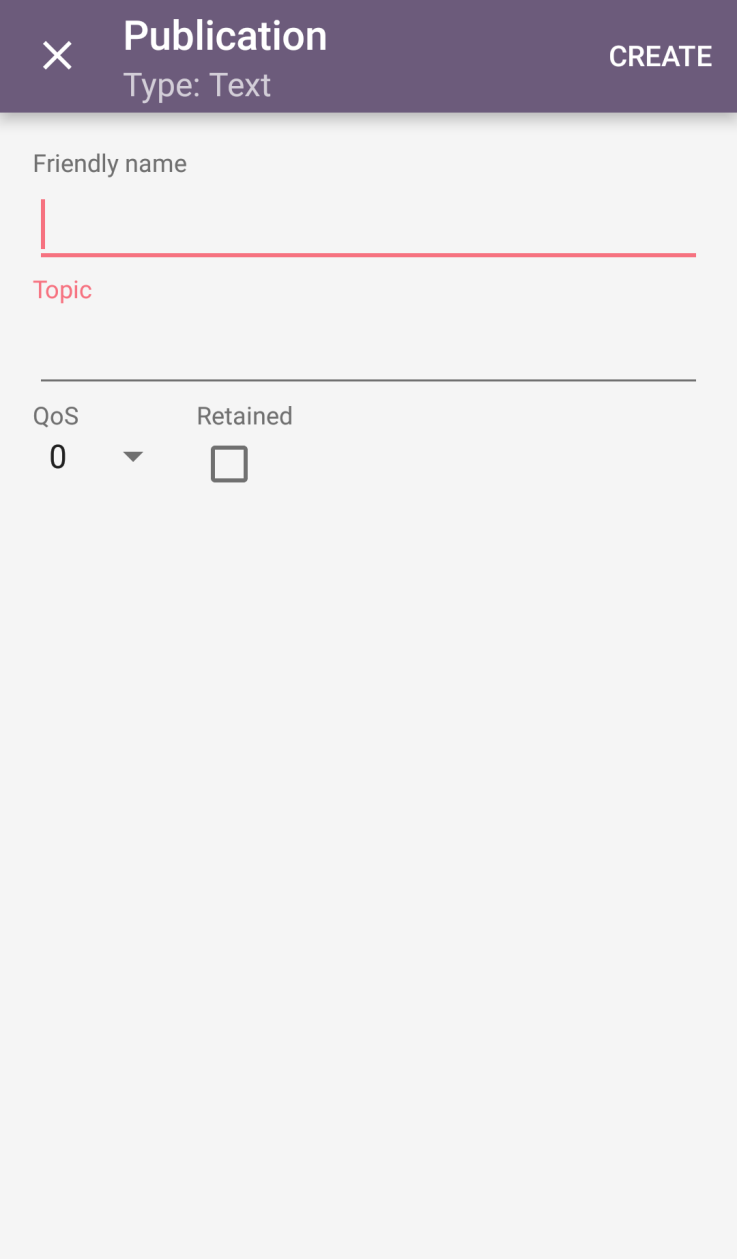 Publication
CREATE
Type: Text
Friendly name
Topic
QoS
Retained
0